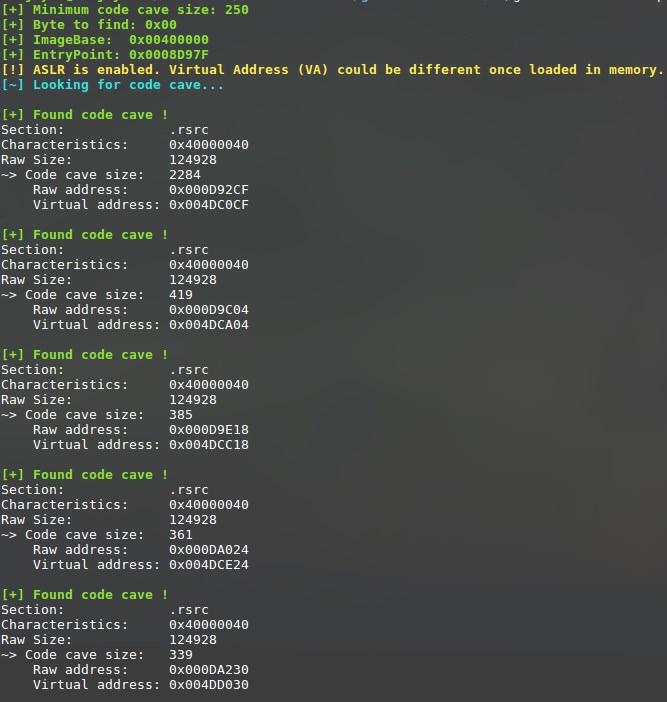 [+] Minimum code cave size: 250
[+] Byte to find: 0x00
[+] ImageBase:  0x00400000
[+] EntryPoint: 0x0008D97F
[!] ASLR is enabled. Virtual Address (VA) could be different once loaded in memory.
[~] Looking for code cave...

[+] Found code cave !
Section:             .rsrc
Characteristics:     0x40000040
Raw Size:            124928
~> Code cave size:   2284
    Raw address:     0x000D92CF
    Virtual address: 0x004DC0CF

[+] Found code cave !
Section:             .rsrc
Characteristics:     0x40000040
Raw Size:            124928
~> Code cave size:   419
    Raw address:     0x000D9C04
    Virtual address: 0x004DCA04

[+] Found code cave !
Section:             .rsrc
Characteristics:     0x40000040
Raw Size:            124928
~> Code cave size:   385
    Raw address:     0x000D9E18
    Virtual address: 0x004DCC18

[+] Found code cave !
Section:             .rsrc
Characteristics:     0x40000040
Raw Size:            124928
~> Code cave size:   361
    Raw address:     0x000DA024
    Virtual address: 0x004DCE24

[+] Found code cave !
Section:             .rsrc
Characteristics:     0x40000040
Raw Size:            124928
~> Code cave size:   339
    Raw address:     0x000DA230
    Virtual address: 0x004DD030